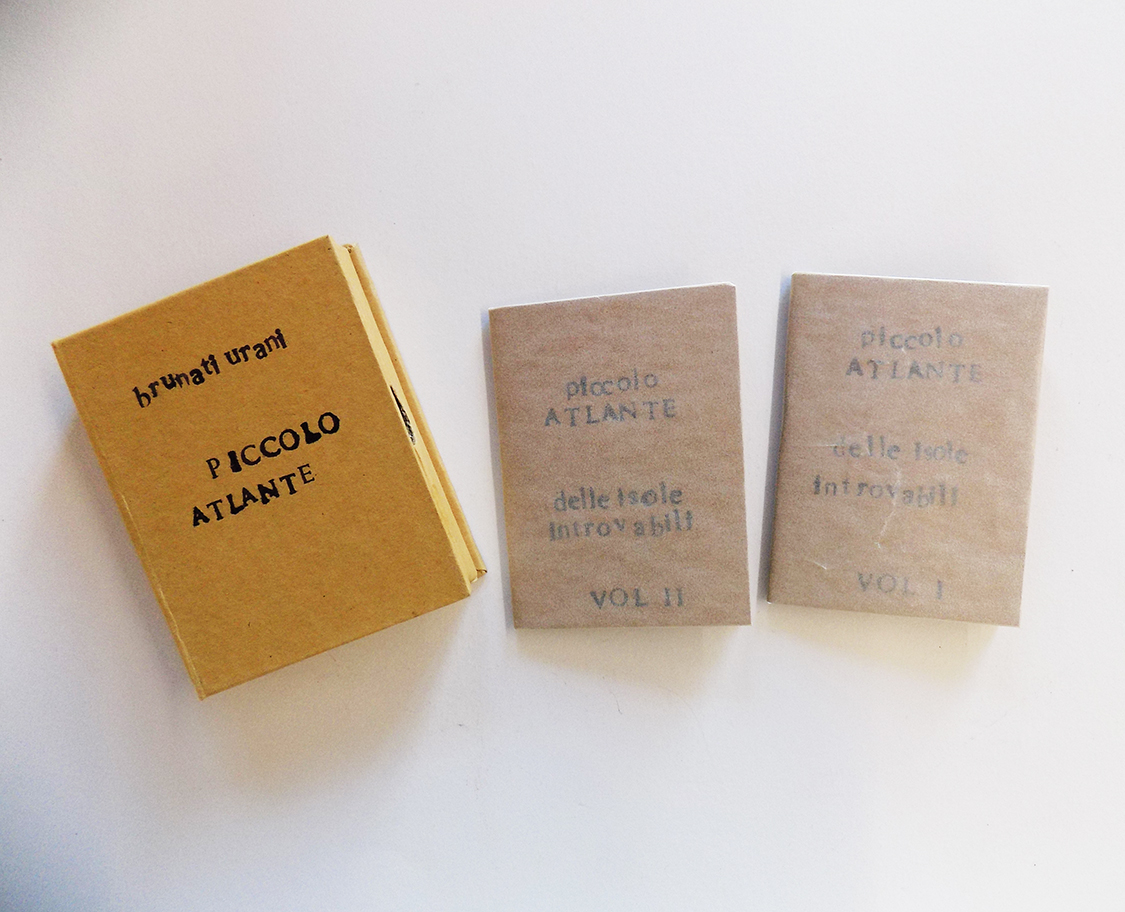 brunati urani
PICCOLO
ATLANTE
piccolo
ATLANTE
delle isole
introvabili
VOL II
piccolo
ATLANTE
delle isole
introvabili
VOL I